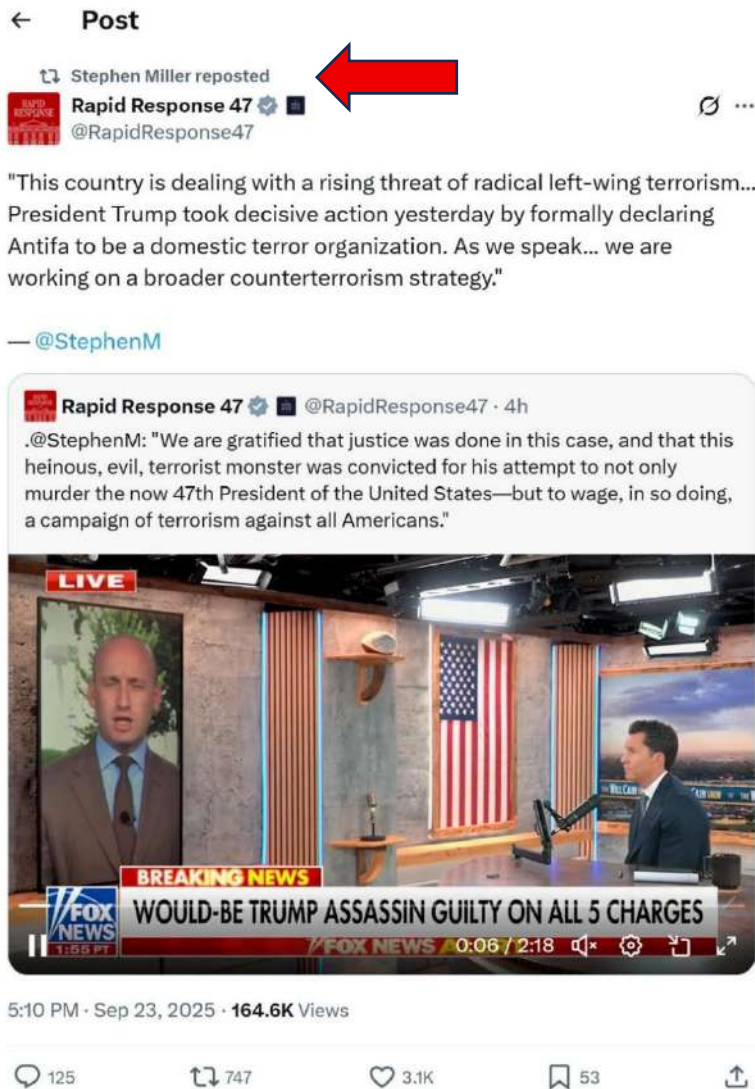 Post
Stephen Miller reposted
RAPID
RESPONSE
Rapid Response 47
@RapidResponse47
"This country is dealing with a rising threat of radical left-wing terrorism...
President Trump took decisive action yesterday by formally declaring
Antifa to be a domestic terror organization. As we speak... we are
working on a broader counterterrorism strategy."
— @StephenM
Rapid Response 47 @RapidResponse47 · 4h
.@StephenM: "We are gratified that justice was done in this case, and that this
heinous, evil, terrorist monster was convicted for his attempt to not only
murder the now 47th President of the United States—but to wage, in so doing,
a campaign of terrorism against all Americans."
LIVE
WILL CAIN
BREAKING NEWS
FOX
NEWS
WOULD-BE TRUMP ASSASSIN GUILTY ON ALL 5 CHARGES
1:55 PT
FOX NEWS
0:06 / 2:18
5:10 PM · Sep 23, 2025 · 164.6K Views
125
747
3.1K
53